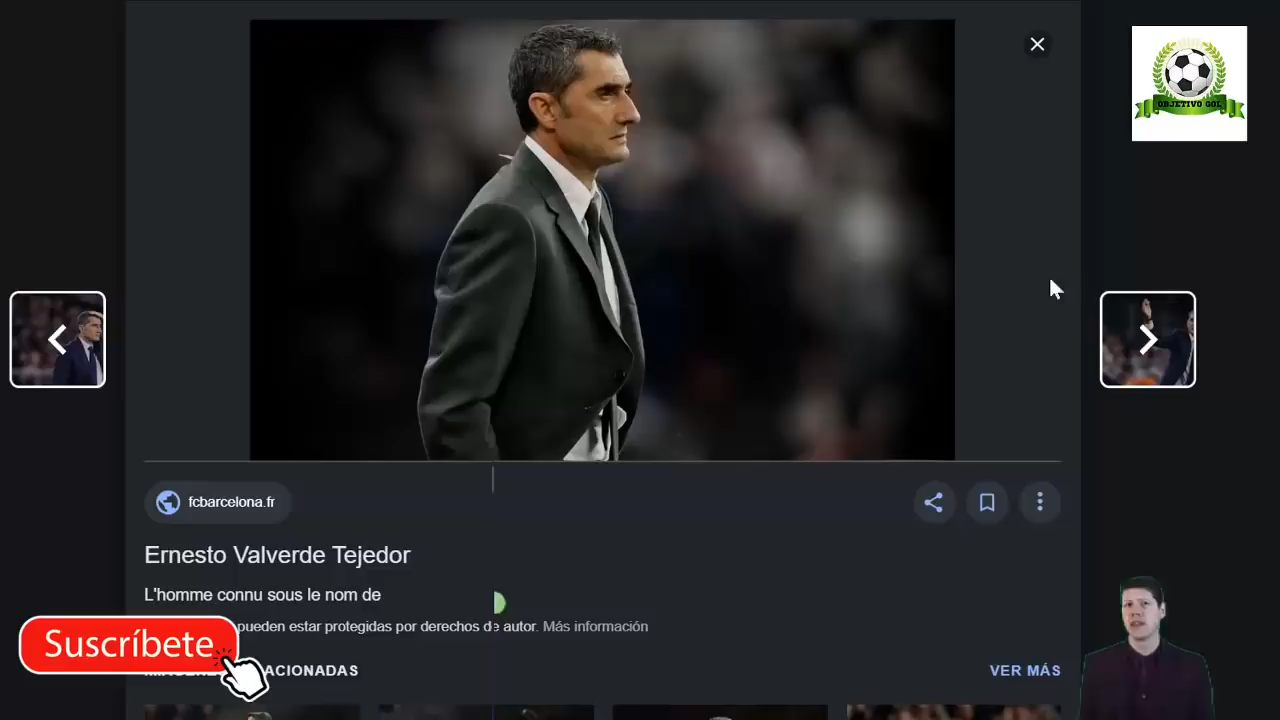 OBJETIVO GOL
fcbarcelona.fr
Ernesto Valverde Tejedor
L'homme connu sous le nom de
pueden estar protegidas por derechos de autor. Más información
Suscríbete
ACIONADAS
VER MÁS